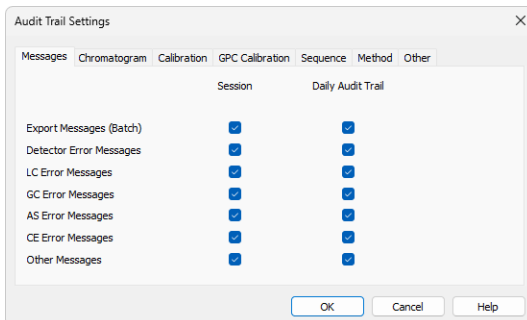 Audit Trail Settings
Messages Chromatogram Calibration GPC Calibration Sequence Method Other
Session Daily Audit Trail
Export Messages (Batch)
Detector Error Messages
LC Error Messages
GC Error Messages
AS Error Messages
CE Error Messages
Other Messages
OK Cancel Help